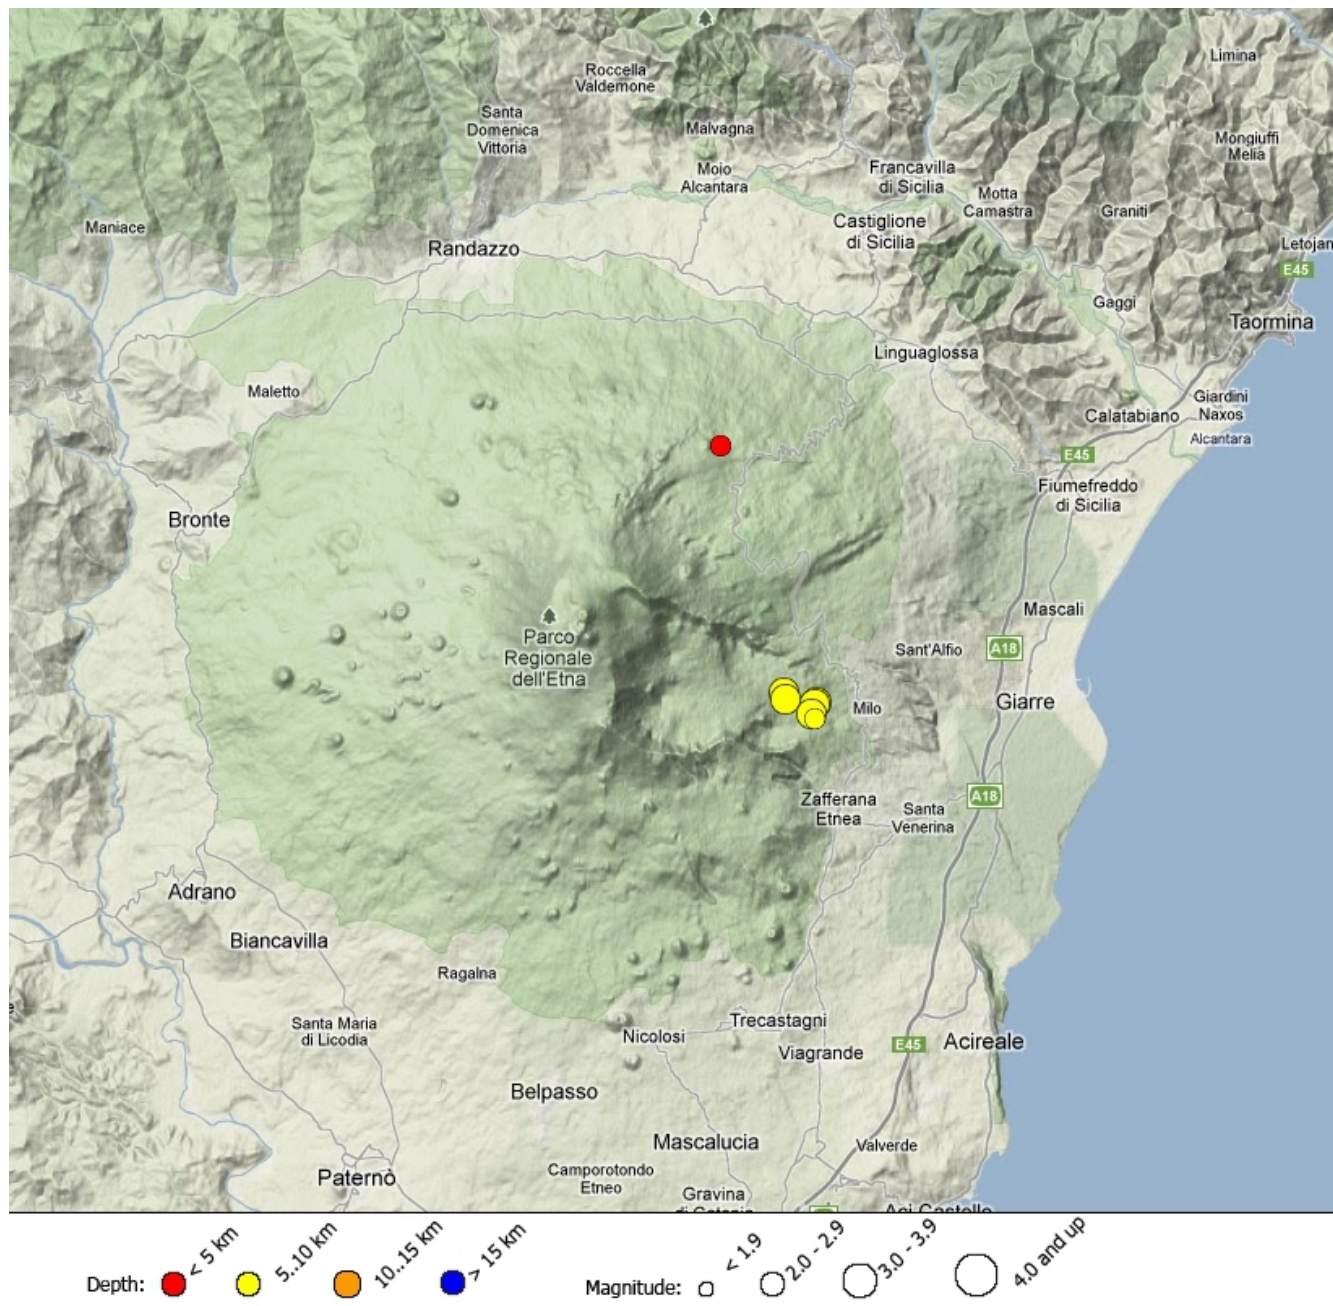 Limina
Roccella
Valdemone
Santa
Domenica
Vittoria
Malvagna
Mongiuffi
Melia
Moio
Alcantara
Francavilla
di Sicilia
Motta
Camastra
Graniti
Maniace
Castiglione
di Sicilia
Randazzo
Letojan
E45
Gaggi
Taormina
Linguaglossa
Maletto
Giardini
Naxos
Calatabiano
Alcantara
E45
Fiumefreddo
di Sicilia
Bronte
Mascali
Parco
Regionale
dell'Etna
Sant'Alfio
A18
Giarre
Milo
Zafferana
Etnea
A18
Santa
Venerina
Adrano
Biancavilla
Ragalna
Santa Maria
di Licodia
Nicolosi
Trecastagni
Viagrande
E45
Acireale
Belpasso
Mascalucia
Valverde
Camporotondo
Etneo
Paternò
Gravina
di Catania
Aci Castello
Depth: < 5 km 5..10 km 10..15 km > 15 km
Magnitude: < 1.9 2.0 - 2.9 3.0 - 3.9 4.0 and up